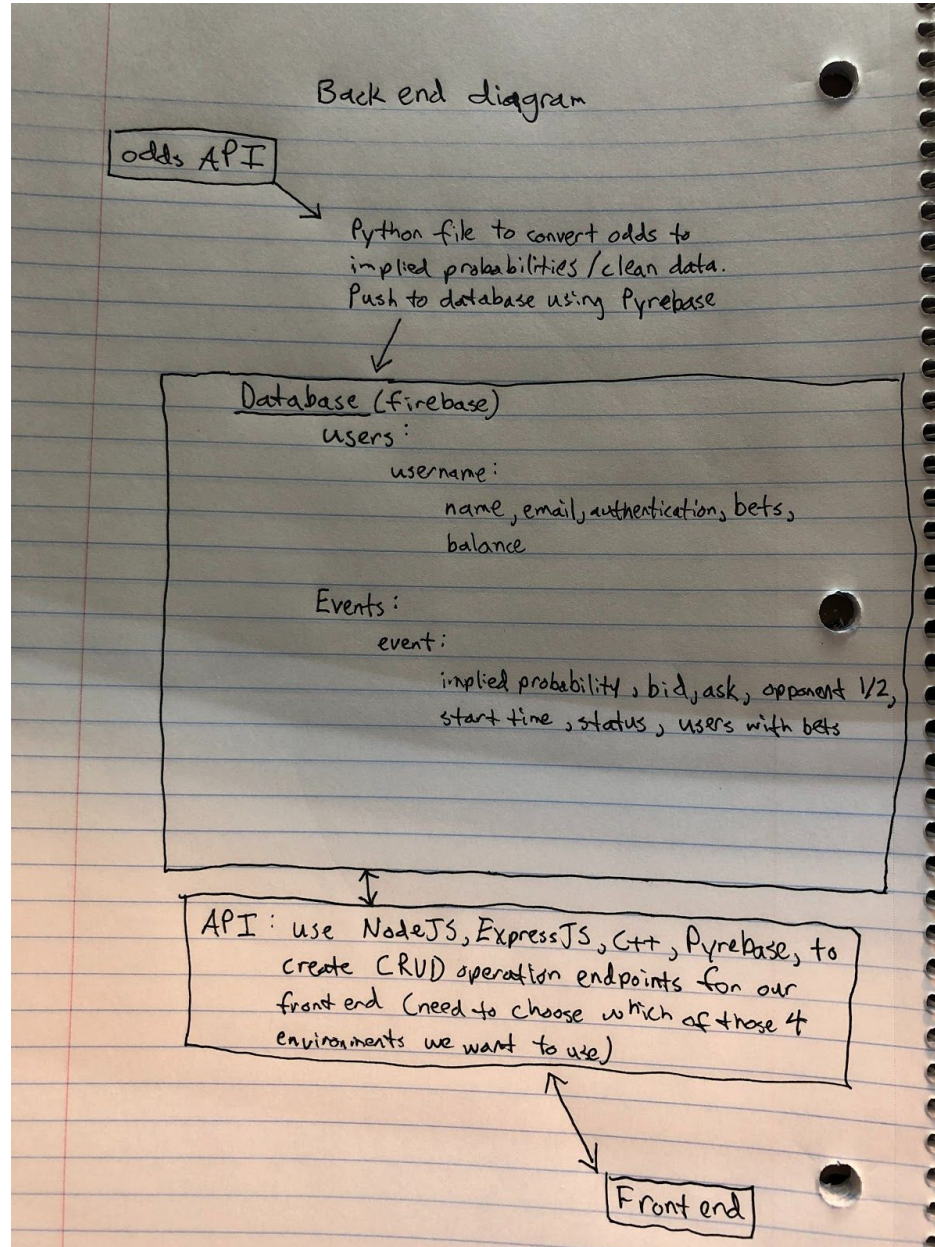 Back end diagram
odds API
Python file to convert odds to
implied probabilities/clean data.
Push to database using Pyrebase
Database (firebase)
users:
username:
name, email, authentication, bets,
balance
Events:
event:
implied probability, bid, ask, opponent 1/2,
start time, status, users with bets
API: use NodeJS, ExpressJS, C++, Pyrebase, to
create CRUD operation endpoints for our
front end (need to choose which of those 4
environments we want to use)
Front end